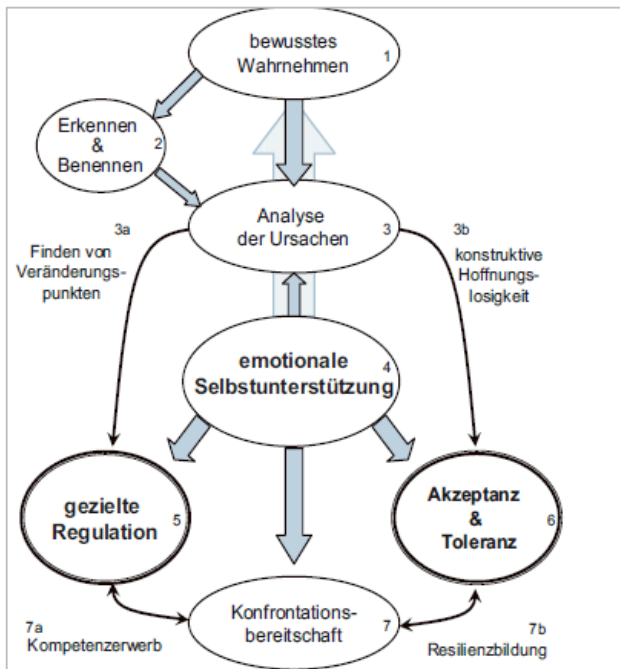 bewusstes
Wahrnehmen
1
Erkennen
&
Benennen
2
Analyse
der Ursachen
3
3a
Finden von
Veränderungs-
punkten
3b
konstruktive
Hoffnungs-
losigkeit
emotionale
Selbstunterstützung
4
gezielte
Regulation
5
Akzeptanz
&
Toleranz
6
Konfrontations-
bereitschaft
7
7a
Kompetenzerwerb
7b
Resilienzbildung